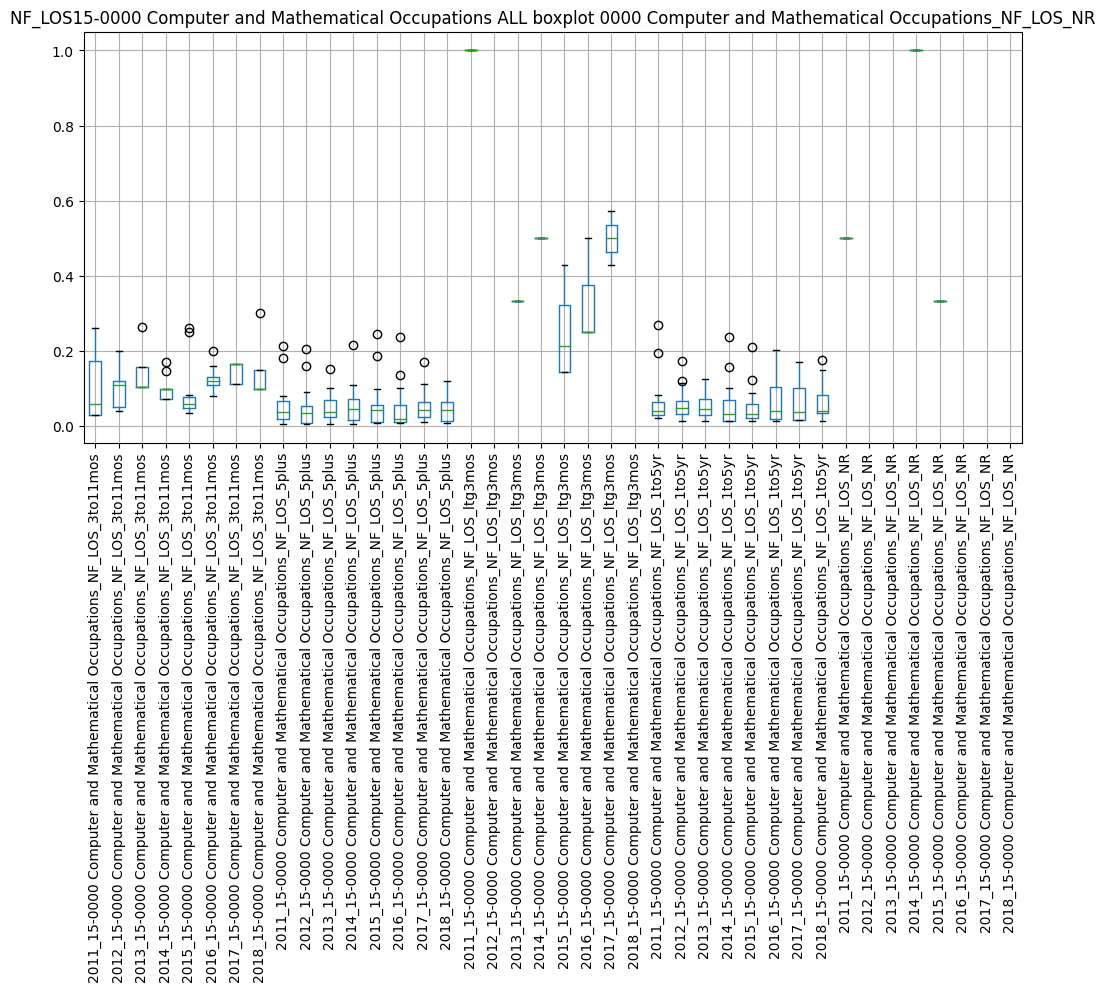 NF_LOS15-0000 Computer and Mathematical Occupations ALL boxplot 0000 Computer and Mathematical Occupations_NF_LOS_NR
1.0
0.8
0.6
0.4
0.2
0.0
2011_15-0000 Computer and Mathematical Occupations_NF_LOS_3to11mos
2012_15-0000 Computer and Mathematical Occupations_NF_LOS_3to11mos
2013_15-0000 Computer and Mathematical Occupations_NF_LOS_3to11mos
2014_15-0000 Computer and Mathematical Occupations_NF_LOS_3to11mos
2015_15-0000 Computer and Mathematical Occupations_NF_LOS_3to11mos
2016_15-0000 Computer and Mathematical Occupations_NF_LOS_3to11mos
2017_15-0000 Computer and Mathematical Occupations_NF_LOS_3to11mos
2018_15-0000 Computer and Mathematical Occupations_NF_LOS_3to11mos
2011_15-0000 Computer and Mathematical Occupations_NF_LOS_5plus
2012_15-0000 Computer and Mathematical Occupations_NF_LOS_5plus
2013_15-0000 Computer and Mathematical Occupations_NF_LOS_5plus
2014_15-0000 Computer and Mathematical Occupations_NF_LOS_5plus
2015_15-0000 Computer and Mathematical Occupations_NF_LOS_5plus
2016_15-0000 Computer and Mathematical Occupations_NF_LOS_5plus
2017_15-0000 Computer and Mathematical Occupations_NF_LOS_5plus
2018_15-0000 Computer and Mathematical Occupations_NF_LOS_5plus
2011_15-0000 Computer and Mathematical Occupations_NF_LOS_ltg3mos
2012_15-0000 Computer and Mathematical Occupations_NF_LOS_ltg3mos
2013_15-0000 Computer and Mathematical Occupations_NF_LOS_ltg3mos
2014_15-0000 Computer and Mathematical Occupations_NF_LOS_ltg3mos
2015_15-0000 Computer and Mathematical Occupations_NF_LOS_ltg3mos
2016_15-0000 Computer and Mathematical Occupations_NF_LOS_ltg3mos
2017_15-0000 Computer and Mathematical Occupations_NF_LOS_ltg3mos
2018_15-0000 Computer and Mathematical Occupations_NF_LOS_ltg3mos
2011_15-0000 Computer and Mathematical Occupations_NF_LOS_1to5yr
2012_15-0000 Computer and Mathematical Occupations_NF_LOS_1to5yr
2013_15-0000 Computer and Mathematical Occupations_NF_LOS_1to5yr
2014_15-0000 Computer and Mathematical Occupations_NF_LOS_1to5yr
2015_15-0000 Computer and Mathematical Occupations_NF_LOS_1to5yr
2016_15-0000 Computer and Mathematical Occupations_NF_LOS_1to5yr
2017_15-0000 Computer and Mathematical Occupations_NF_LOS_1to5yr
2018_15-0000 Computer and Mathematical Occupations_NF_LOS_1to5yr
2011_15-0000 Computer and Mathematical Occupations_NF_LOS_NR
2012_15-0000 Computer and Mathematical Occupations_NF_LOS_NR
2013_15-0000 Computer and Mathematical Occupations_NF_LOS_NR
2014_15-0000 Computer and Mathematical Occupations_NF_LOS_NR
2015_15-0000 Computer and Mathematical Occupations_NF_LOS_NR
2016_15-0000 Computer and Mathematical Occupations_NF_LOS_NR
2017_15-0000 Computer and Mathematical Occupations_NF_LOS_NR
2018_15-0000 Computer and Mathematical Occupations_NF_LOS_NR